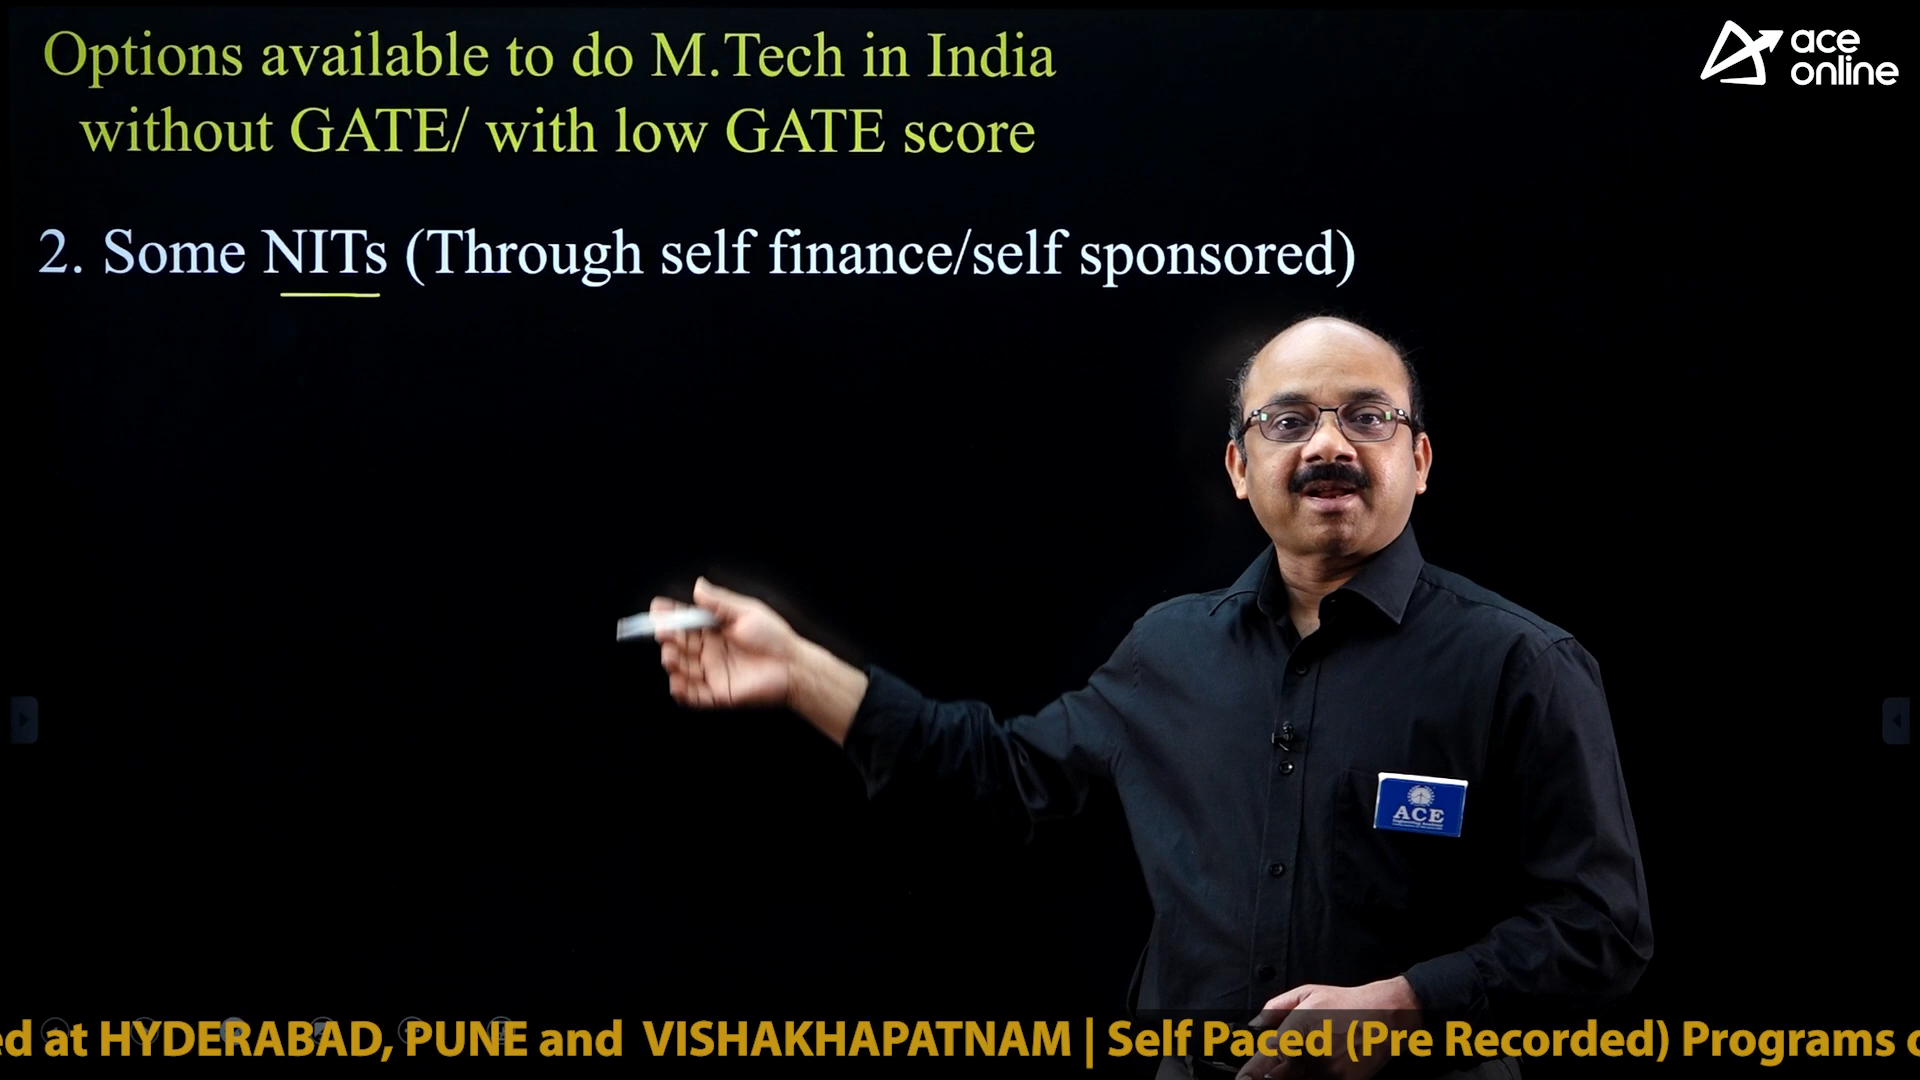 Options available to do M.Tech in India
without GATE/ with low GATE score
ace
online
2. Some NITs (Through self finance/self sponsored)
ACE
ed at HYDERABAD, PUNE and VISHAKHAPATNAM | Self Paced (Pre Recorded) Programs